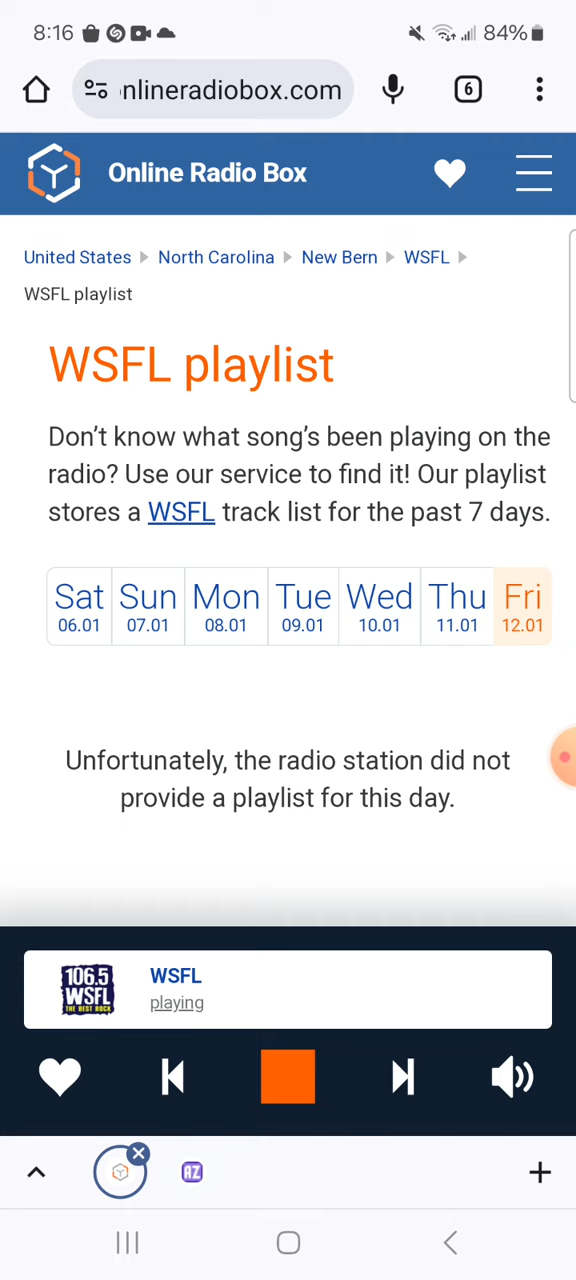 8:16 84%
nlineradiobox.com 6
Online Radio Box
United States North Carolina New Bern WSFL
WSFL playlist
WSFL playlist
Don't know what song's been playing on the
radio? Use our service to find it! Our playlist
stores a WSFL track list for the past 7 days.
Sat Sun Mon Tue Wed Thu Fri
06.01 07.01 08.01 09.01 10.01 11.01 12.01
Unfortunately, the radio station did not
provide a playlist for this day.
106.5
WSFL
THE BEST ROCK
WSFL
playing
AZ